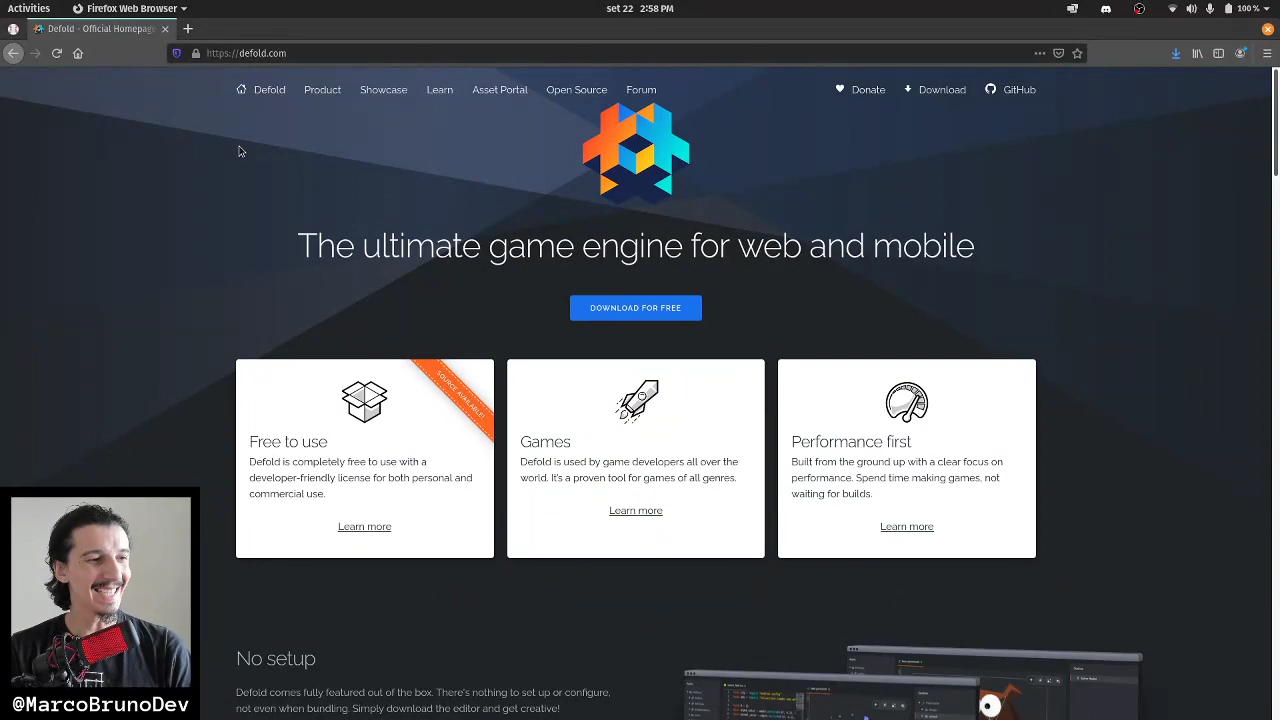 Activities
Firefox Web Browser
set 22 2:58 PM
100 %
Defold - Official Homepage
https://defold.com
Defold
Product
Showcase
Learn
Asset Portal
Open Source
Forum
Donate
Download
GitHub
The ultimate game engine for web and mobile
DOWNLOAD FOR FREE
SOURCE AVAILABLE!
Free to use
Defold is completely free to use with a
developer-friendly license for both personal and
commercial use.
Learn more
Games
Defold is used by game developers all over the
world. It's a proven tool for games of all genres.
Learn more
Performance first
Built from the ground up with a clear focus on
performance. Spend time making games, not
waiting for builds.
Learn more
No setup
Defold comes fully featured out of the box. There's nothing to set up or configure,
not even when bundling. Simply download the editor and get creative!
@MarcoBrunoDev